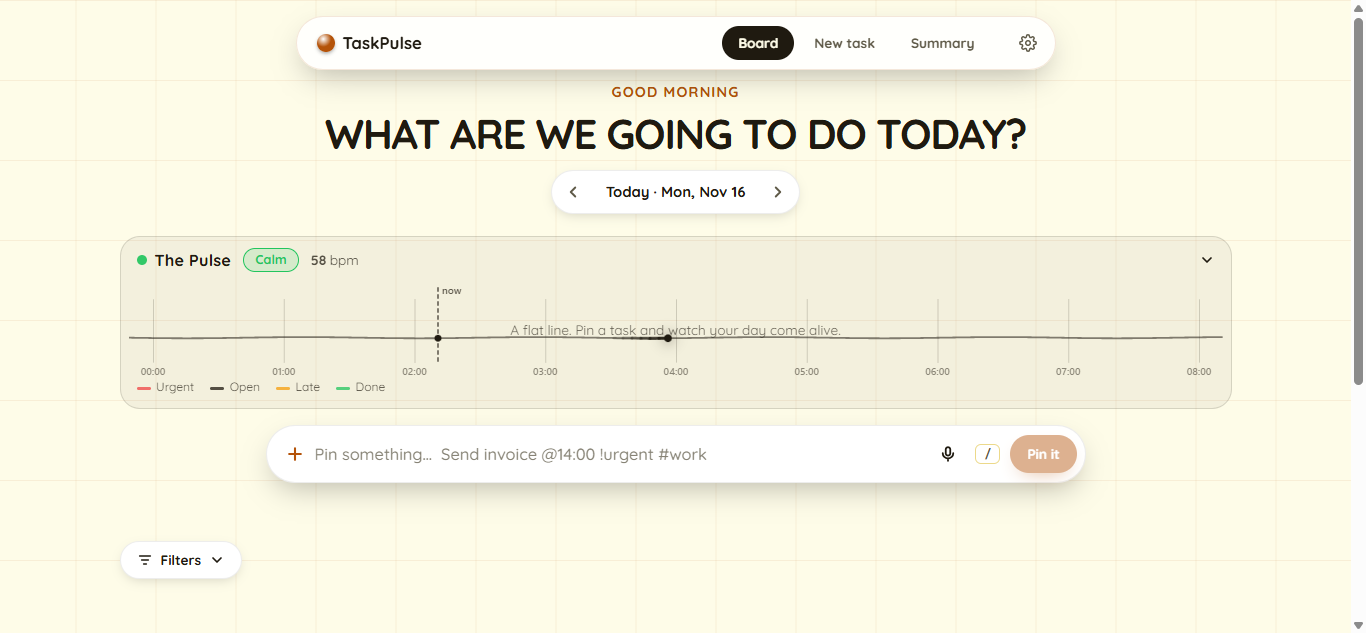 TaskPulse Board New task Summary
GOOD MORNING
WHAT ARE WE GOING TO DO TODAY?
Today · Mon, Nov 16
The Pulse Calm 58 bpm
now
A flat line. Pin a task and watch your day come alive.
00:00 01:00 02:00 03:00 04:00 05:00 06:00 07:00 08:00
Urgent Open Late Done
+ Pin something... Send invoice @14:00 !urgent #work / Pin it
Filters